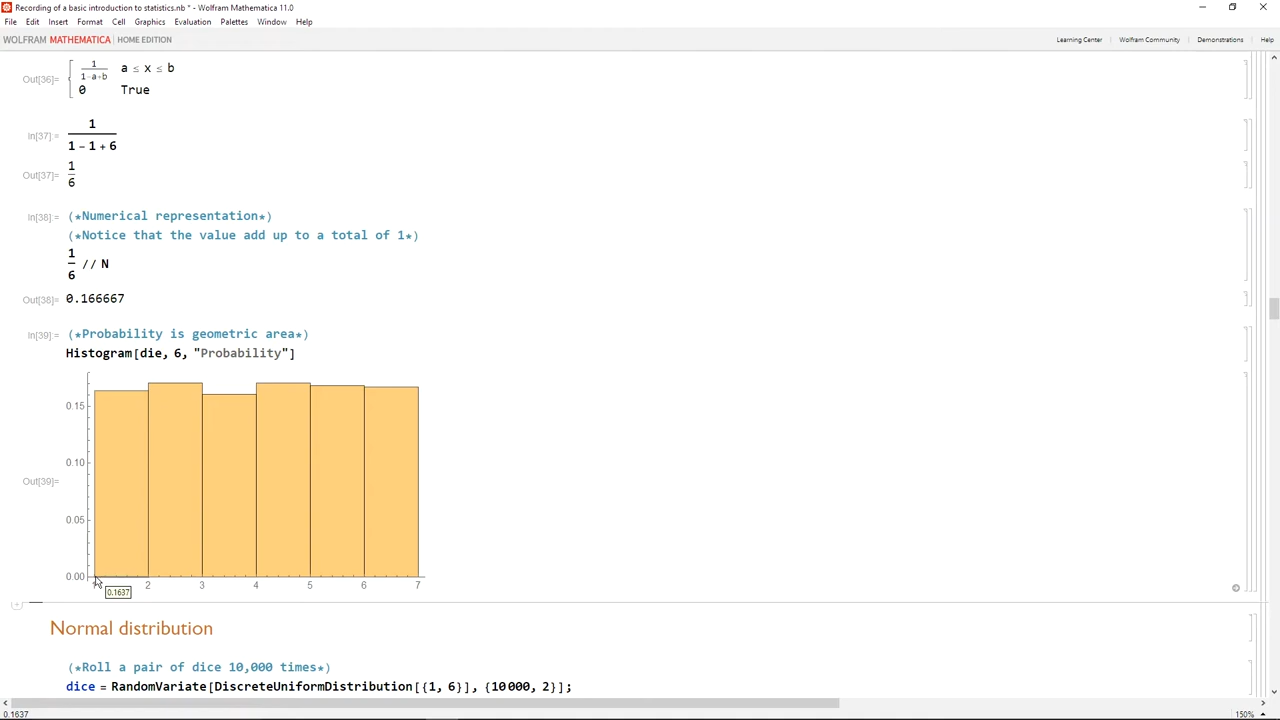 Recording of a basic introduction to statistics.nb * - Wolfram Mathematica 11.0
File Edit Insert Format Cell Graphics Evaluation Palettes Window Help
WOLFRAM MATHEMATICA HOME EDITION Learning Center Wolfram Community Demonstrations Help
Out[36]= 1/(1-a+b) a ≤ x ≤ b
0 True
In[37]:= 1/(1 - 1 + 6)
Out[37]= 1/6
In[38]:= (*Numerical representation*)
(*Notice that the value add up to a total of 1*)
1/6 // N
Out[38]= 0.166667
In[39]:= (*Probability is geometric area*)
Histogram[die, 6, "Probability"]
0.15
0.10
Out[39]=
0.05
0.00
2 3 4 5 6 7
0.1637
Normal distribution
(*Roll a pair of dice 10,000 times*)
dice = RandomVariate[DiscreteUniformDistribution[{1, 6}], {10000, 2}];
0.1637 150%